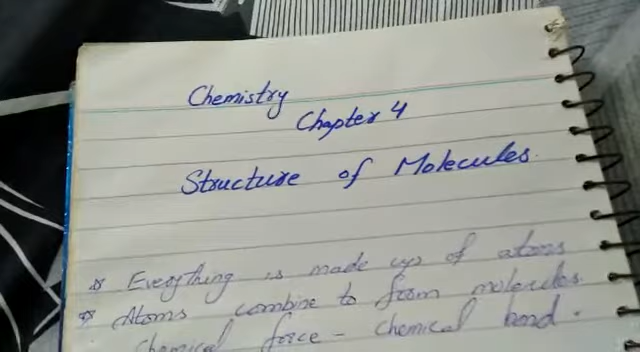 Chemistry
Chapter 4
Structure of Molecules.
Everything is made up of atoms
Atoms combine to from molecules.
Chemical force - chemical bond.